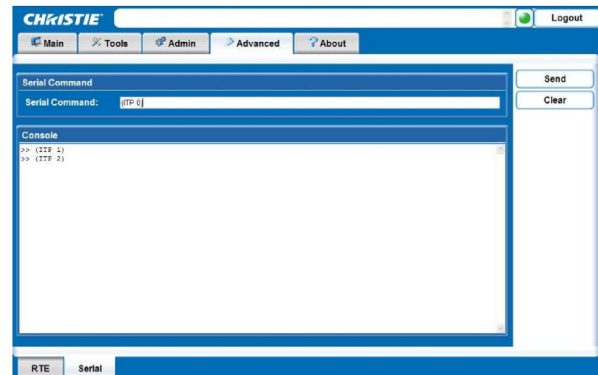 CHRISTIE
Logout
Main Tools Admin Advanced About
Serial Command
Serial Command: (ITP 0)
Send
Clear
Console
>> (ITP 1)
>> (ITP 2)
RTE Serial